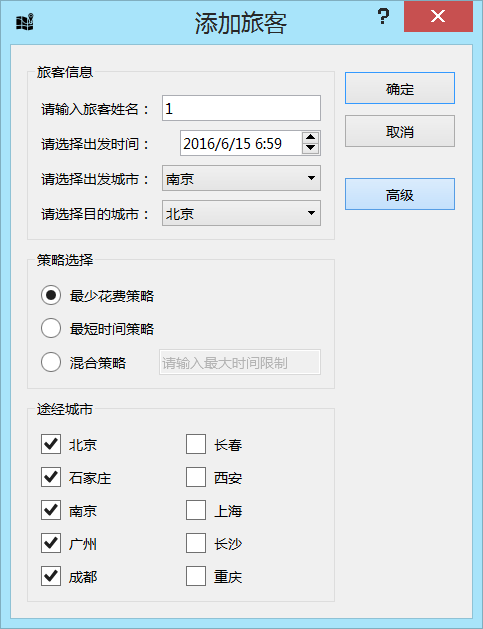 添加旅客
?
旅客信息
请输入旅客姓名： 1
请选择出发时间： 2016/6/15 6:59
请选择出发城市： 南京
请选择目的城市： 北京
确定
取消
高级
策略选择
最少花费策略
最短时间策略
混合策略 请输入最大时间限制
途经城市
北京 长春
石家庄 西安
南京 上海
广州 长沙
成都 重庆